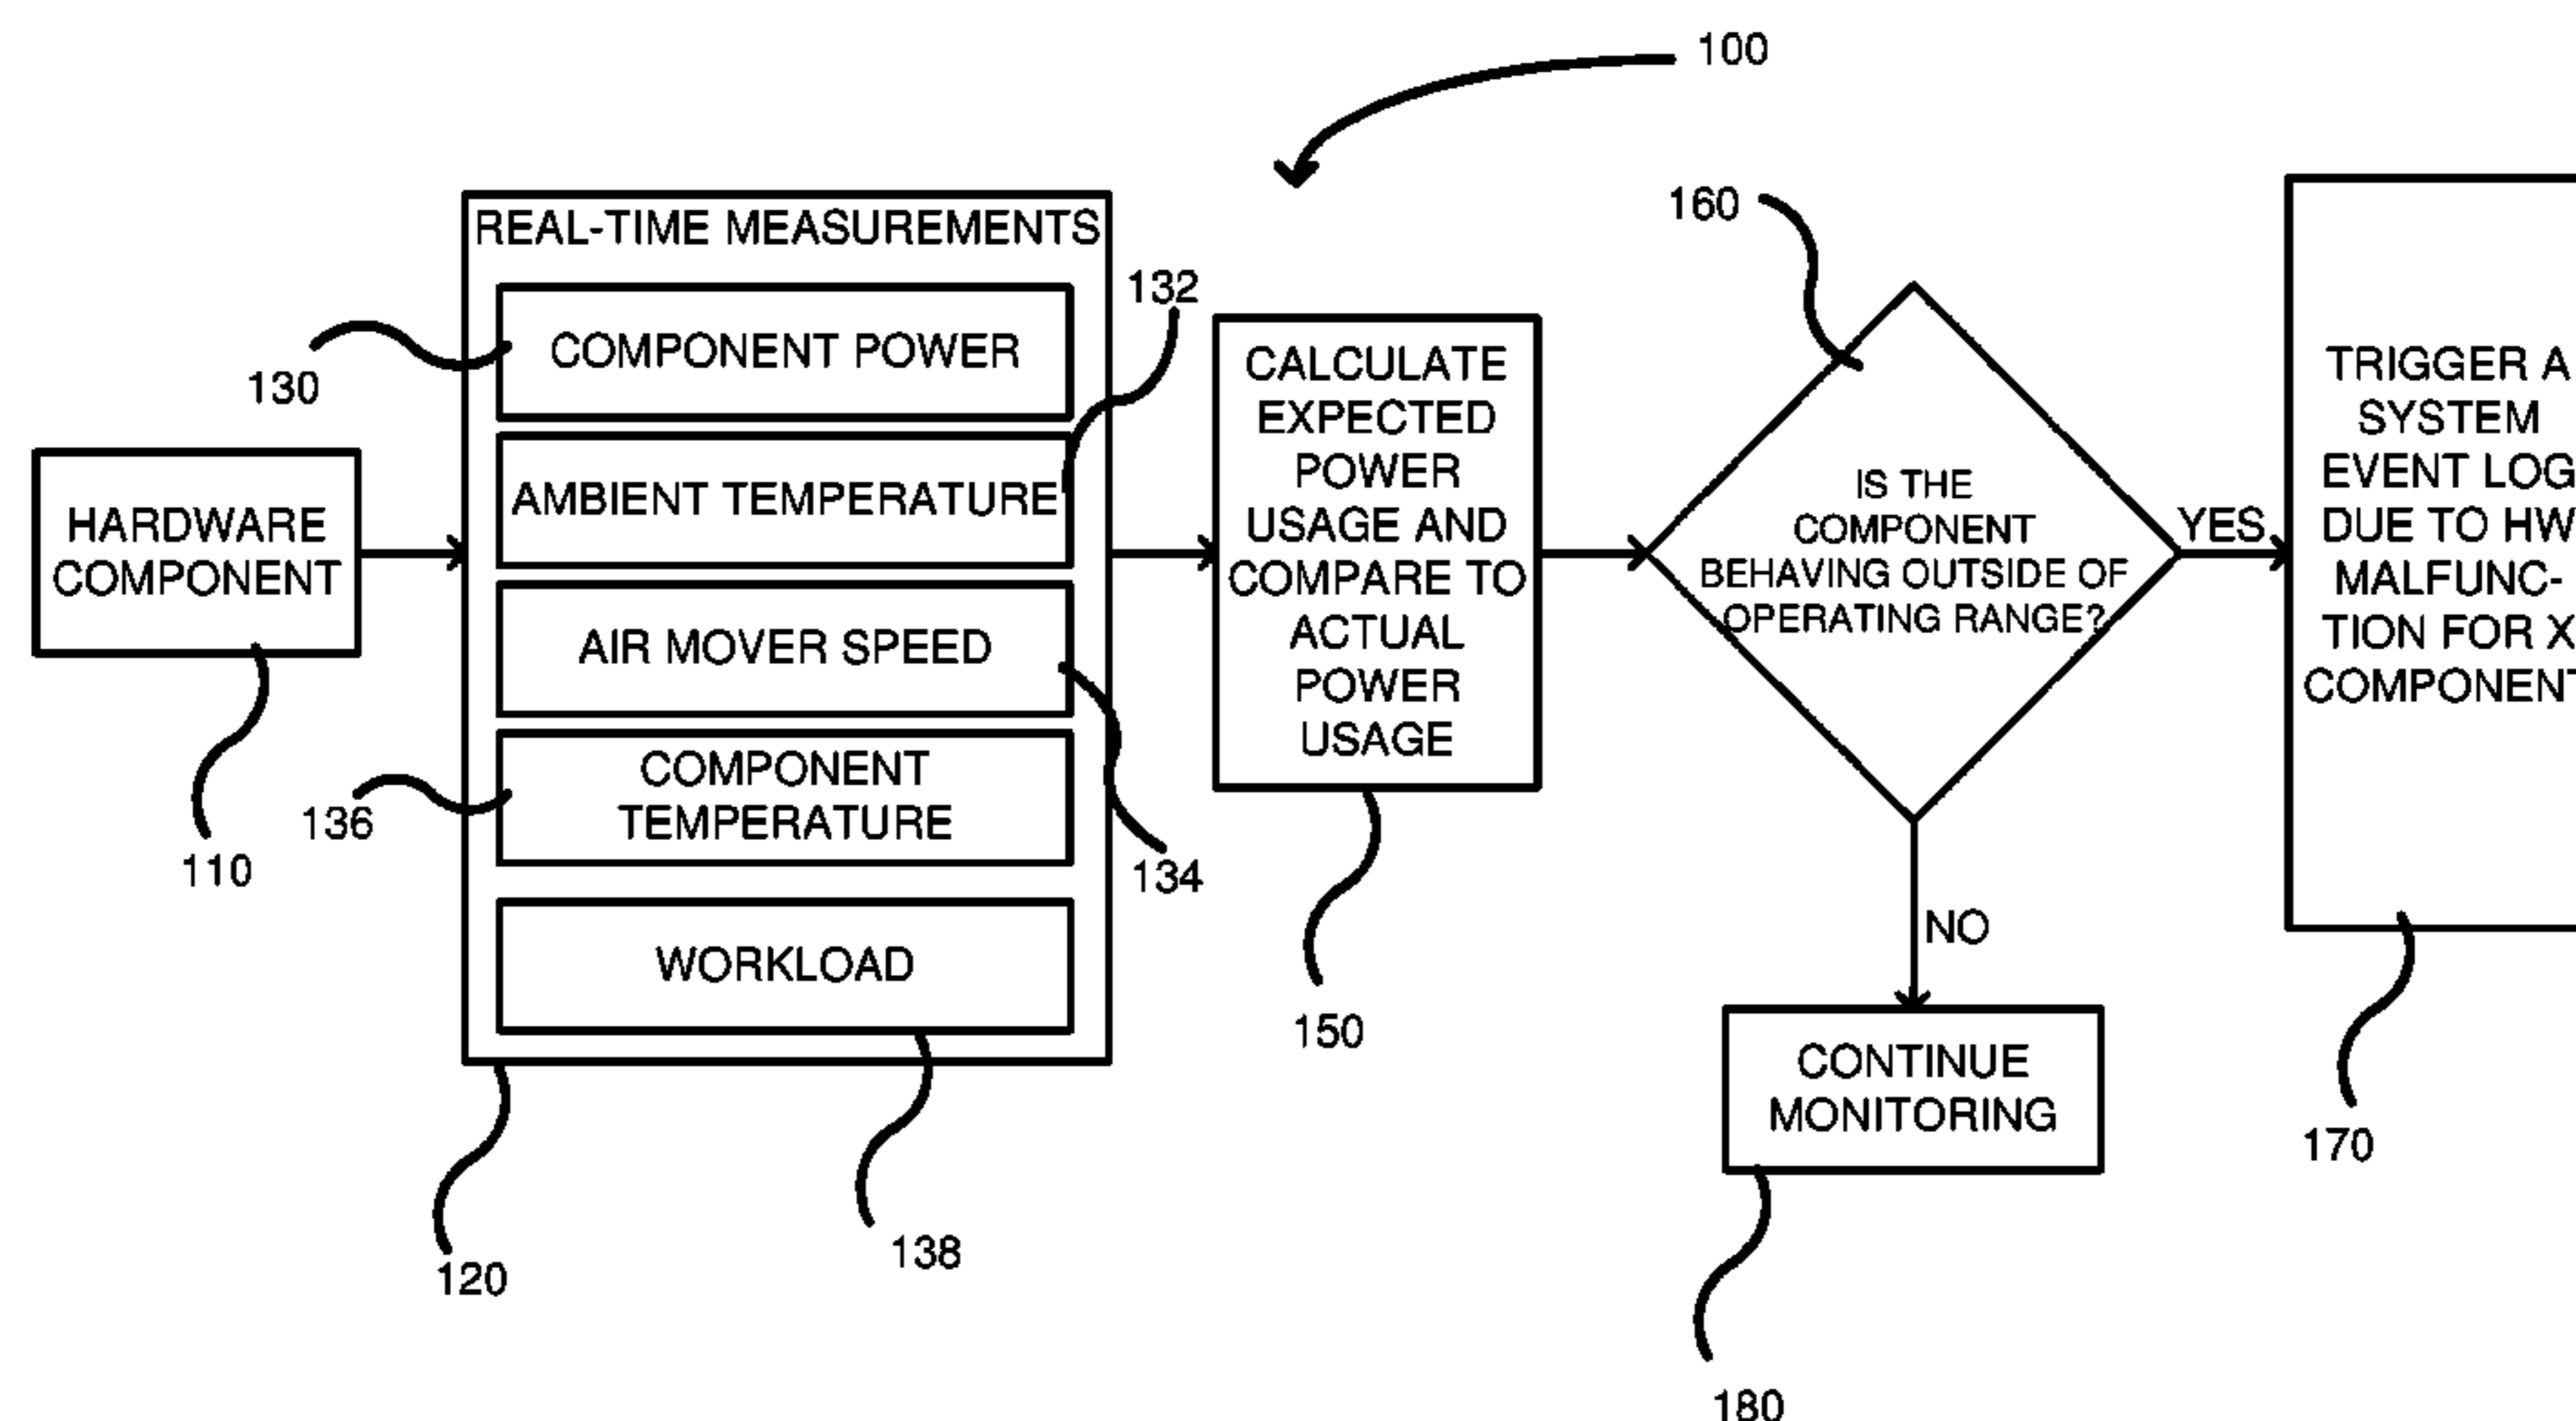 100
160
REAL-TIME MEASUREMENTS
132
COMPONENT POWER
130
AMBIENT TEMPERATURE
AIR MOVER SPEED
134
COMPONENT
TEMPERATURE
136
WORKLOAD
138
120
HARDWARE
COMPONENT
110
CALCULATE
EXPECTED
POWER
USAGE AND
COMPARE TO
ACTUAL
POWER
USAGE
150
IS THE
COMPONENT
BEHAVING OUTSIDE OF
OPERATING RANGE?
YES
NO
CONTINUE
MONITORING
180
TRIGGER A
SYSTEM
EVENT LOG
DUE TO HW
MALFUNC-
TION FOR X
COMPONENT
170